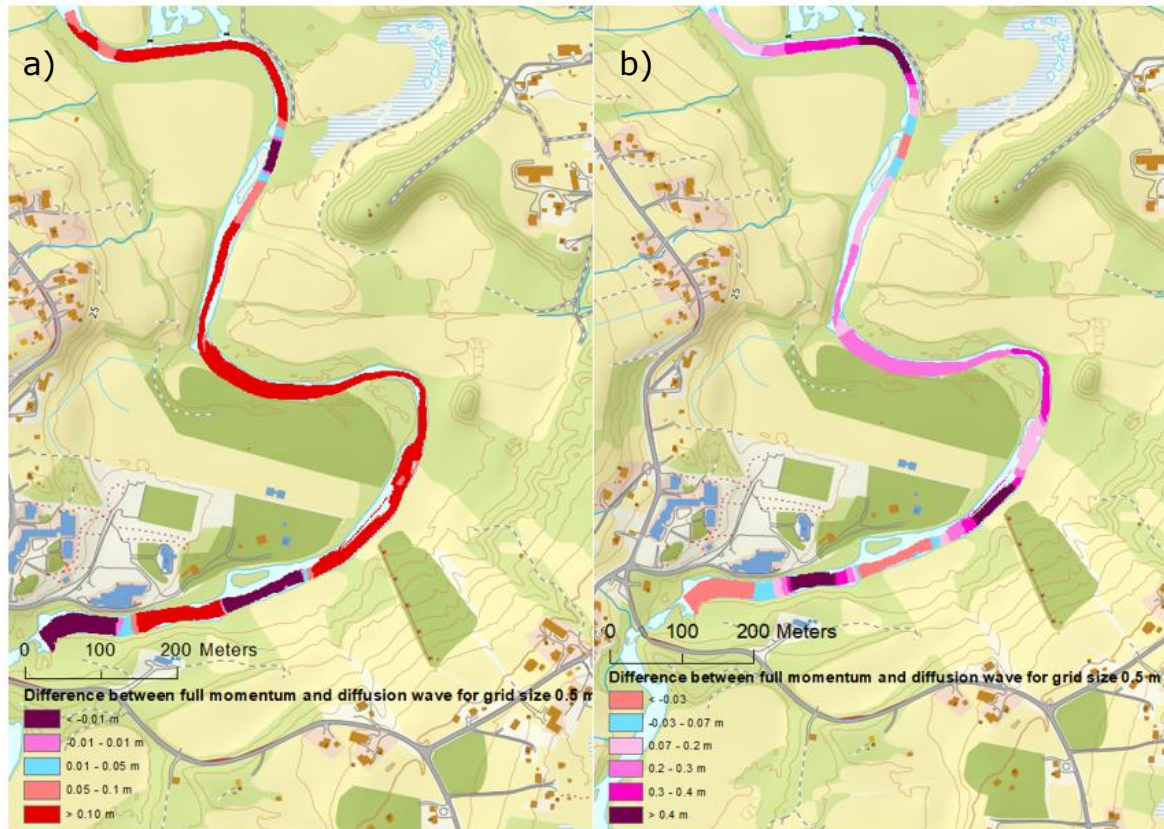 a)
25
0 100 200 Meters
Difference between full momentum and diffusion wave for grid size 0.5 m
< -0.01 m
-0.01 - 0.01 m
0.01 - 0.05 m
0.05 - 0.1 m
> 0.10 m
b)
25
0 100 200 Meters
Difference between full momentum and diffusion wave for grid size 0.5 m
< -0.03
-0.03 - 0.07 m
0.07 - 0.2 m
0.2 - 0.3 m
0.3 - 0.4 m
> 0.4 m